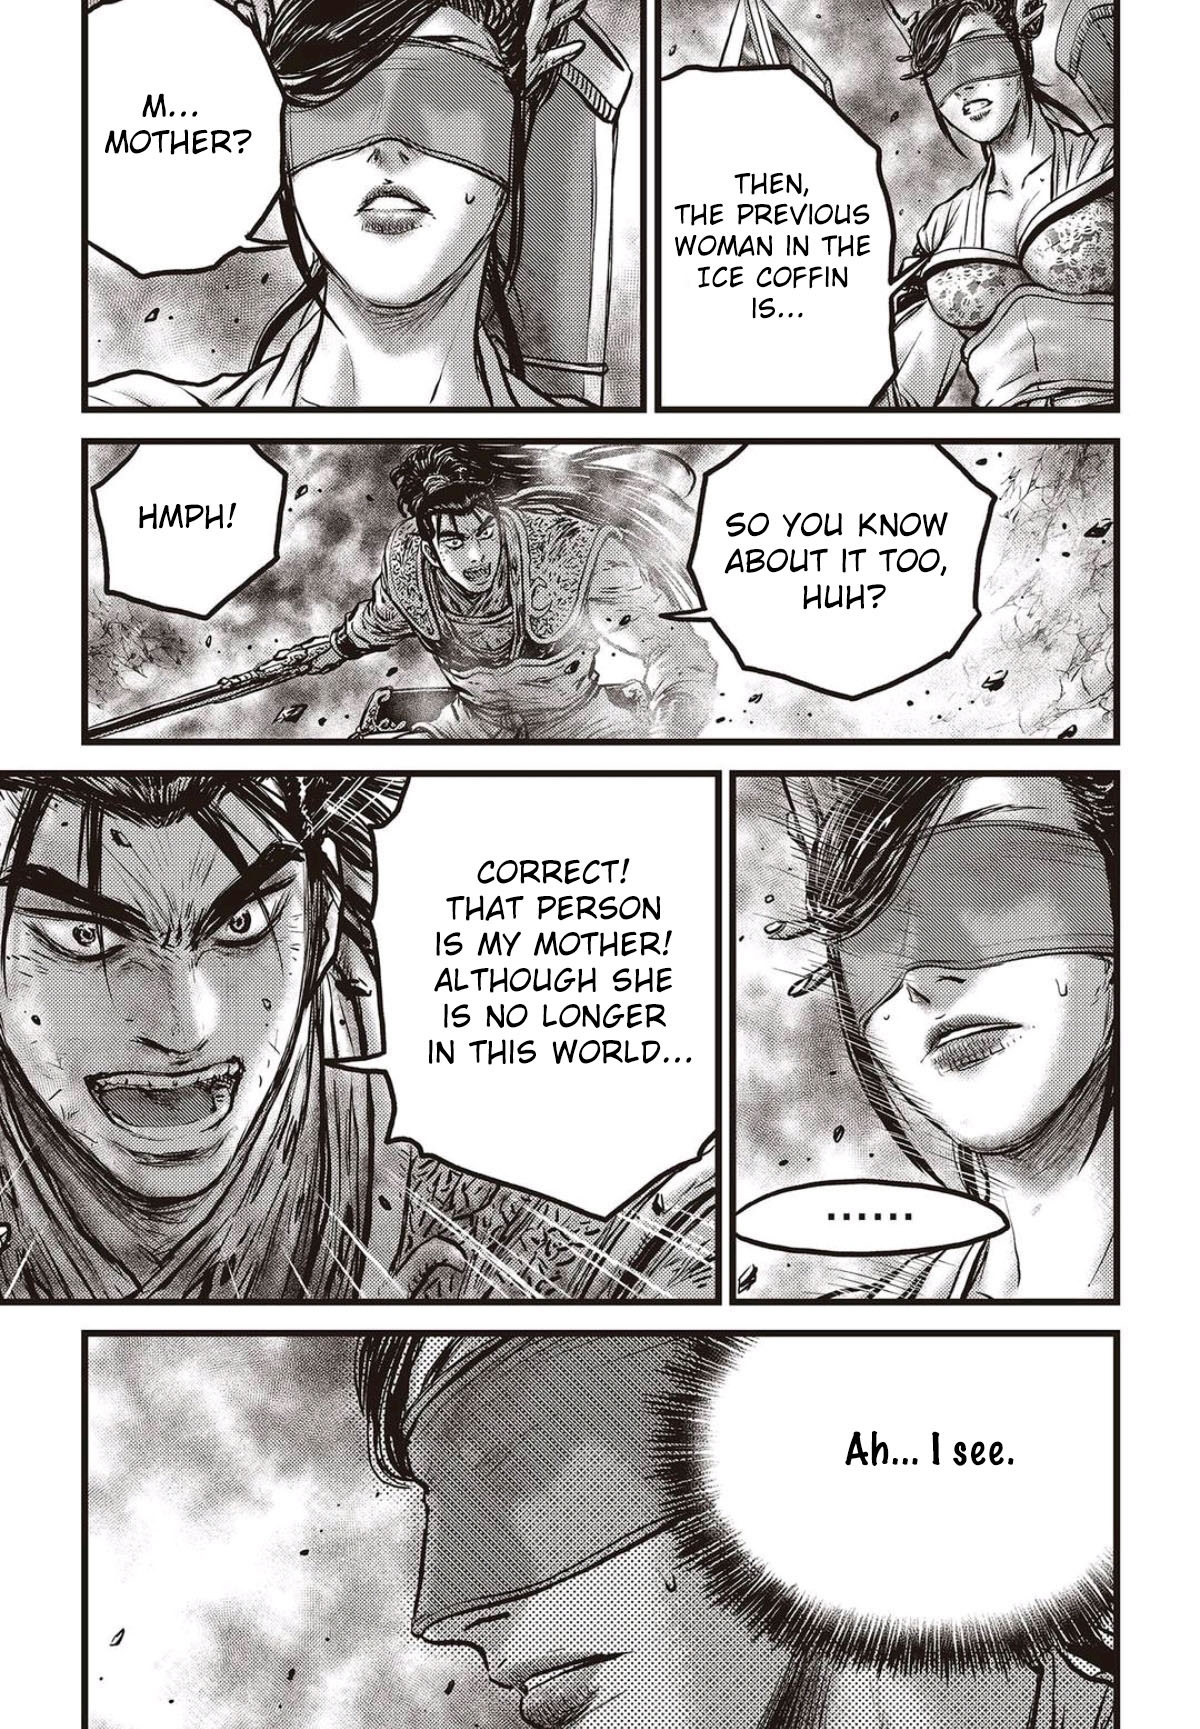 M...
MOTHER?
THEN,
THE PREVIOUS
WOMAN IN THE
ICE COFFIN
IS...
HMPH!
SO YOU KNOW
ABOUT IT TOO,
HUH?
CORRECT!
THAT PERSON
IS MY MOTHER!
ALTHOUGH SHE
IS NO LONGER
IN THIS WORLD...
......
Ah... I see.